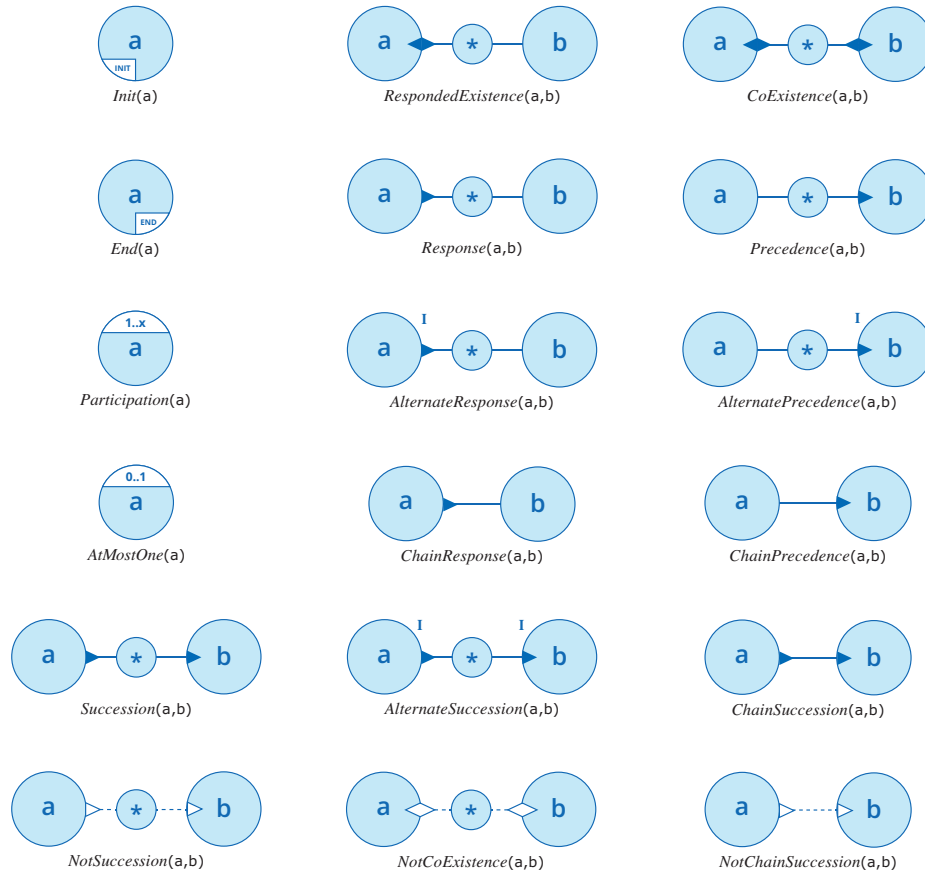 a
INIT
Init(a)
a * b
RespondedExistence(a,b)
a * b
CoExistence(a,b)
a
END
End(a)
a * b
Response(a,b)
a * b
Precedence(a,b)
1..x
a
Participation(a)
I
a * b
AlternateResponse(a,b)
I
a * b
AlternatePrecedence(a,b)
0..1
a
AtMostOne(a)
a b
ChainResponse(a,b)
a b
ChainPrecedence(a,b)
a * b
Succession(a,b)
I I
a * b
AlternateSuccession(a,b)
a b
ChainSuccession(a,b)
a * b
NotSuccession(a,b)
a * b
NotCoExistence(a,b)
a b
NotChainSuccession(a,b)